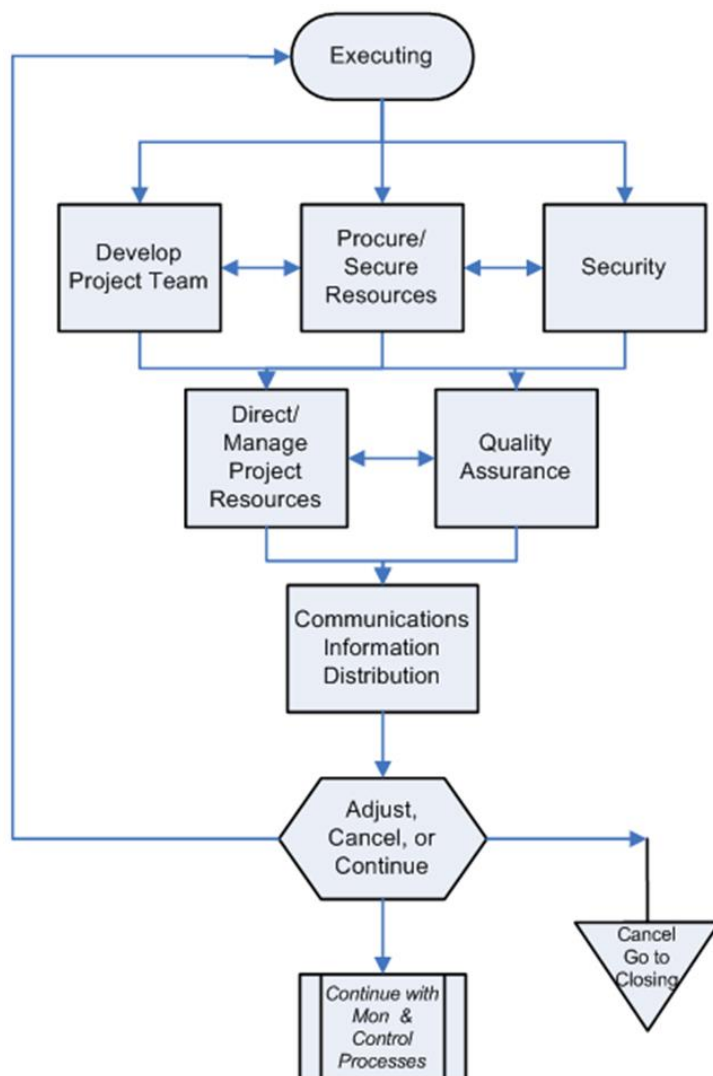 Executing
Develop
Project Team
Procure/
Secure
Resources
Security
Direct/
Manage
Project
Resources
Quality
Assurance
Communications
Information
Distribution
Adjust,
Cancel, or
Continue
Cancel
Go to
Closing
Continue with
Mon & 
Control
Processes